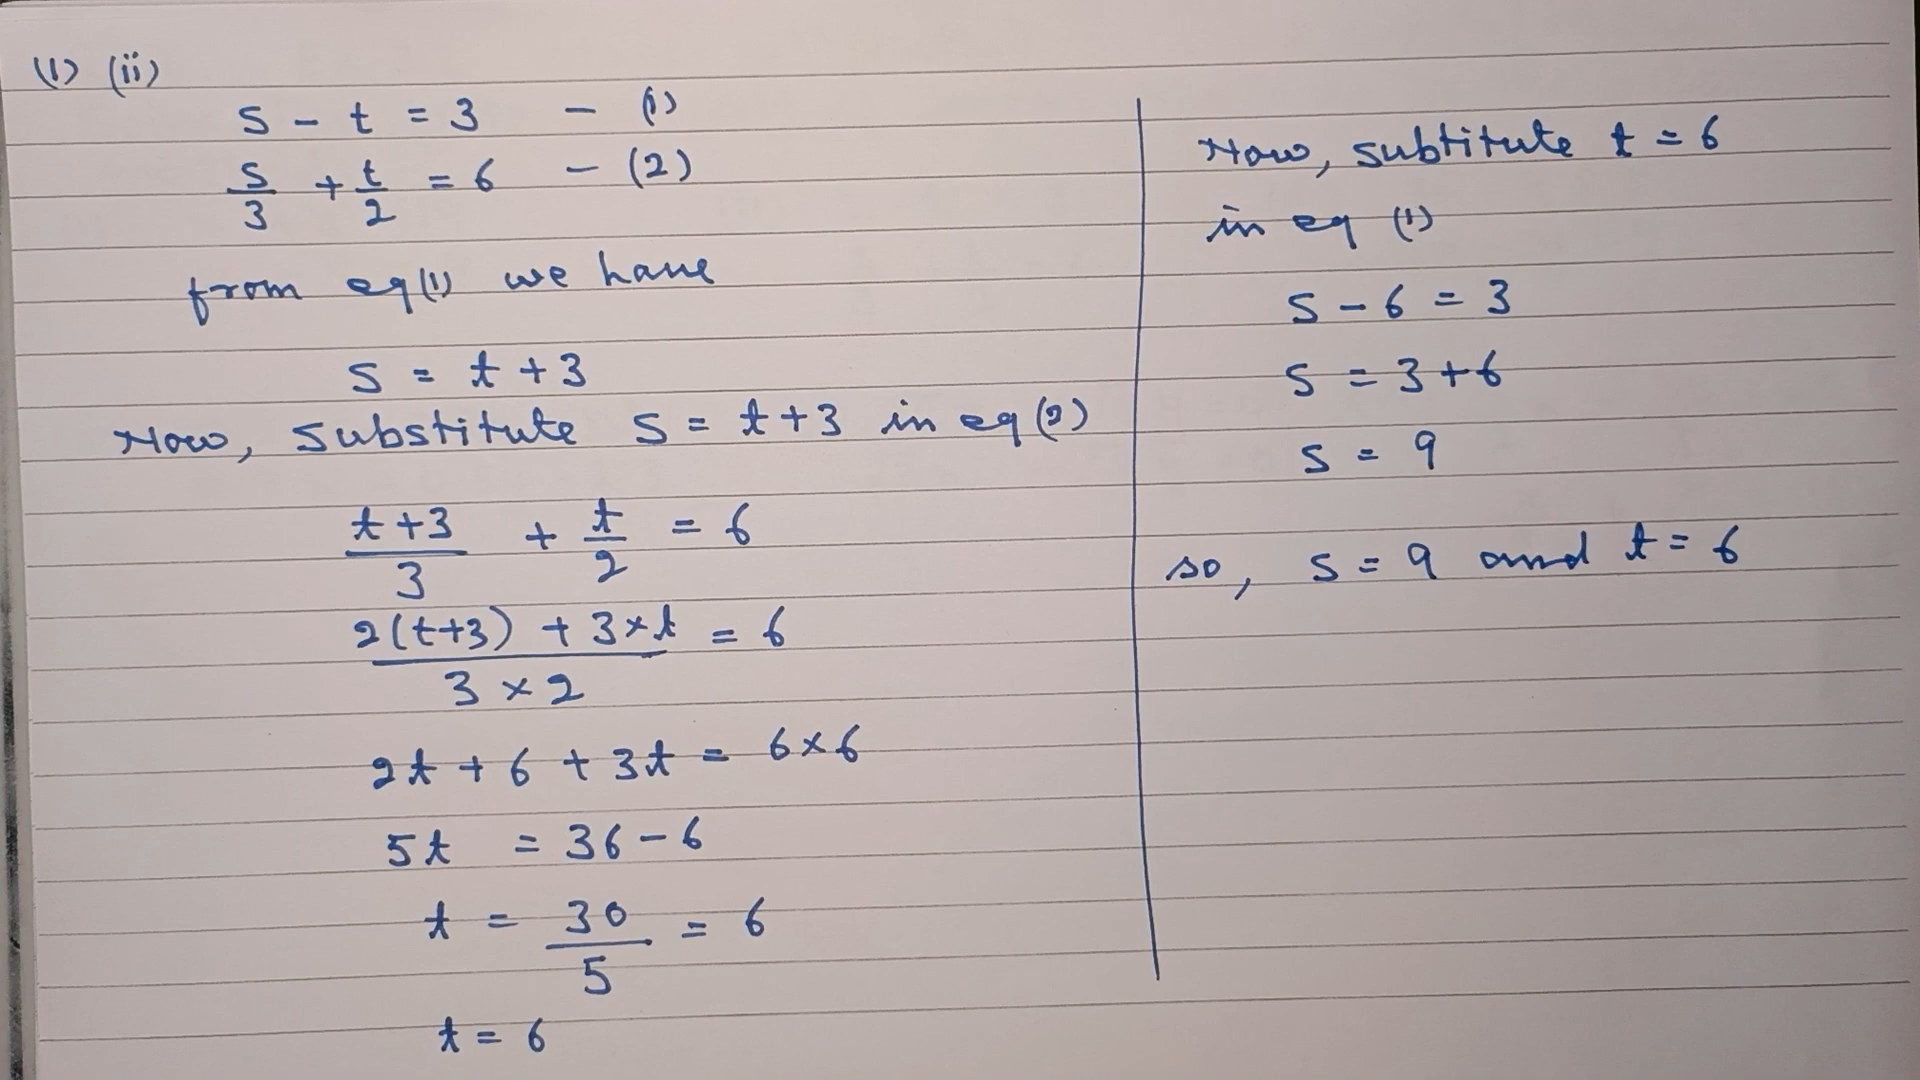 (1) (ii)
s - t = 3 - (1)
s/3 + t/2 = 6 - (2)
from eq(1) we have
s = t + 3
Now, substitute s = t + 3 in eq (2)
(t + 3)/3 + t/2 = 6
(2(t+3) + 3×t)/(3 × 2) = 6
2t + 6 + 3t = 6×6
5t = 36 - 6
t = 30/5 = 6
t = 6
Now, subtitute t = 6
in eq (1)
s - 6 = 3
s = 3 + 6
s = 9
so, s = 9 and t = 6